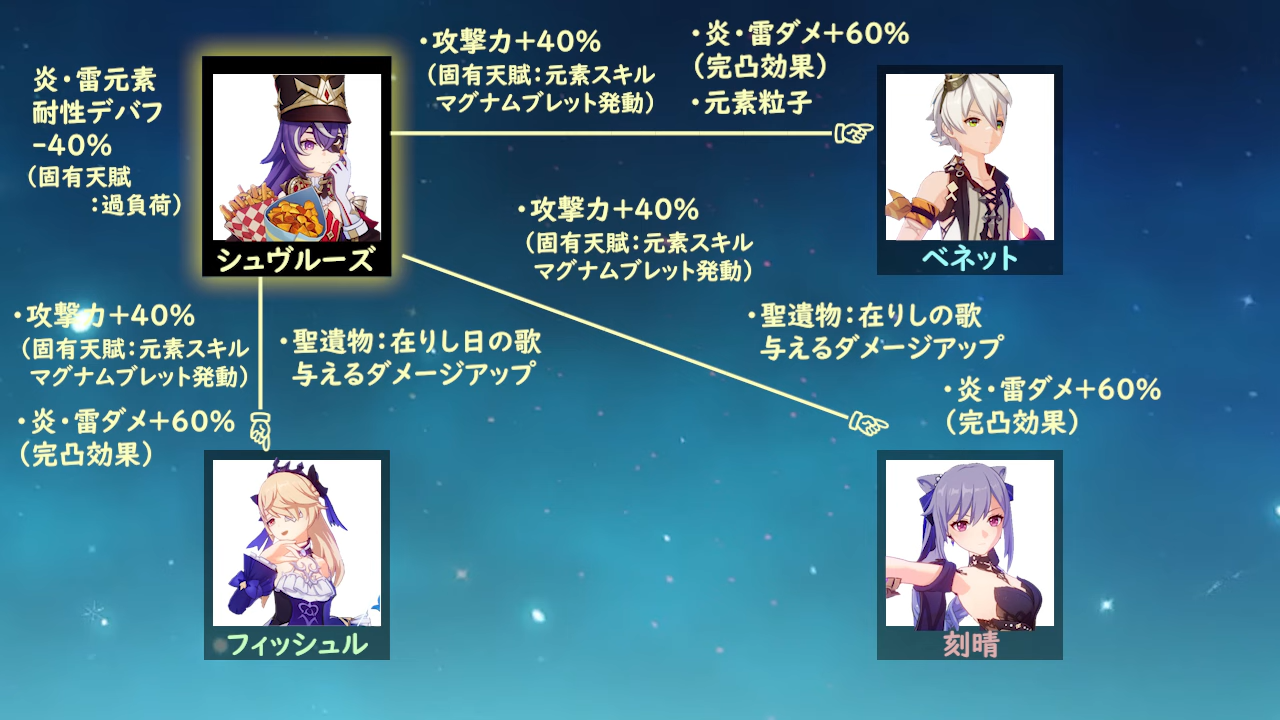 炎・雷元素
耐性デバフ
-40%
(固有天賦
:過負荷)
シュヴルーズ
・攻撃力+40%
(固有天賦:元素スキル
マグナムブレット発動)
・炎・雷ダメ+60%
(完凸効果)
・元素粒子
ベネット
・攻撃力+40%
(固有天賦:元素スキル
マグナムブレット発動)
・攻撃力+40%
(固有天賦:元素スキル
マグナムブレット発動)
・炎・雷ダメ+60%
(完凸効果)
・聖遺物:在りし日の歌
与えるダメージアップ
・聖遺物:在りしの歌
与えるダメージアップ
・炎・雷ダメ+60%
(完凸効果)
フィッシュル
刻晴